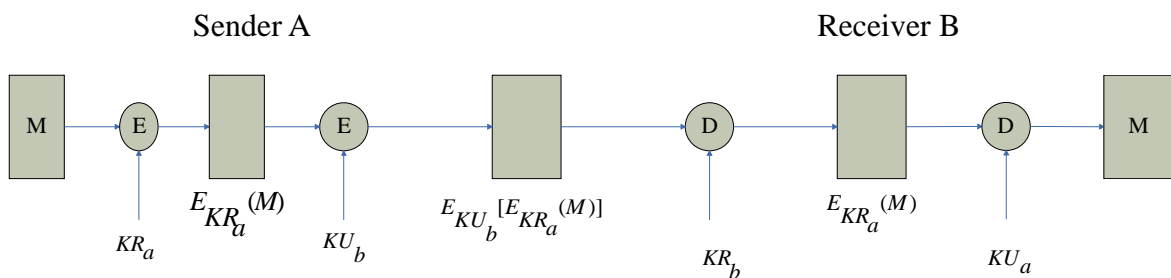 Sender A Receiver B
M E E D D M
E_{KR_a}(M) E_{KU_b}[E_{KR_a}(M)] E_{KR_a}(M)
KR_a KU_b KR_b KU_a